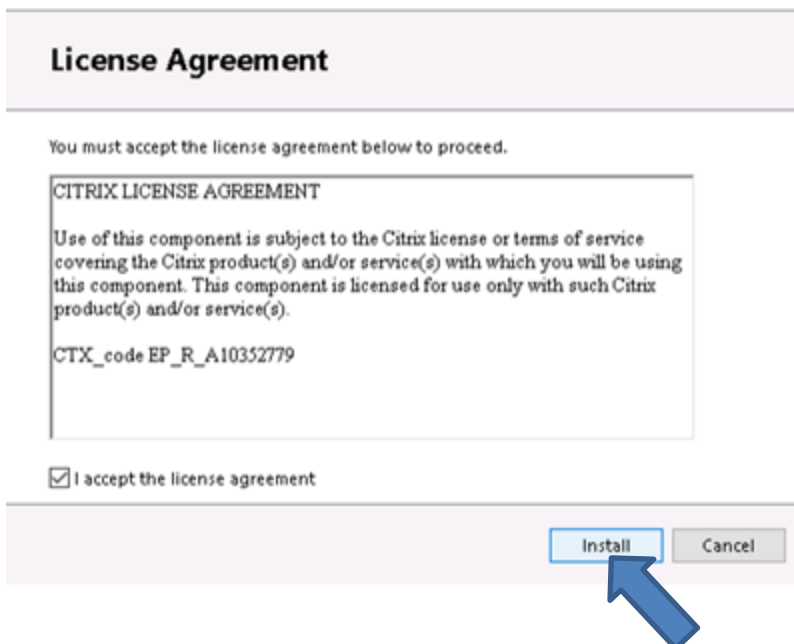 License Agreement
You must accept the license agreement below to proceed.
CITRIX LICENSE AGREEMENT
Use of this component is subject to the Citrix license or terms of service
covering the Citrix product(s) and/or service(s) with which you will be using
this component. This component is licensed for use only with such Citrix
product(s) and/or service(s).
CTX_code EP_R_A10352779
I accept the license agreement
Install Cancel